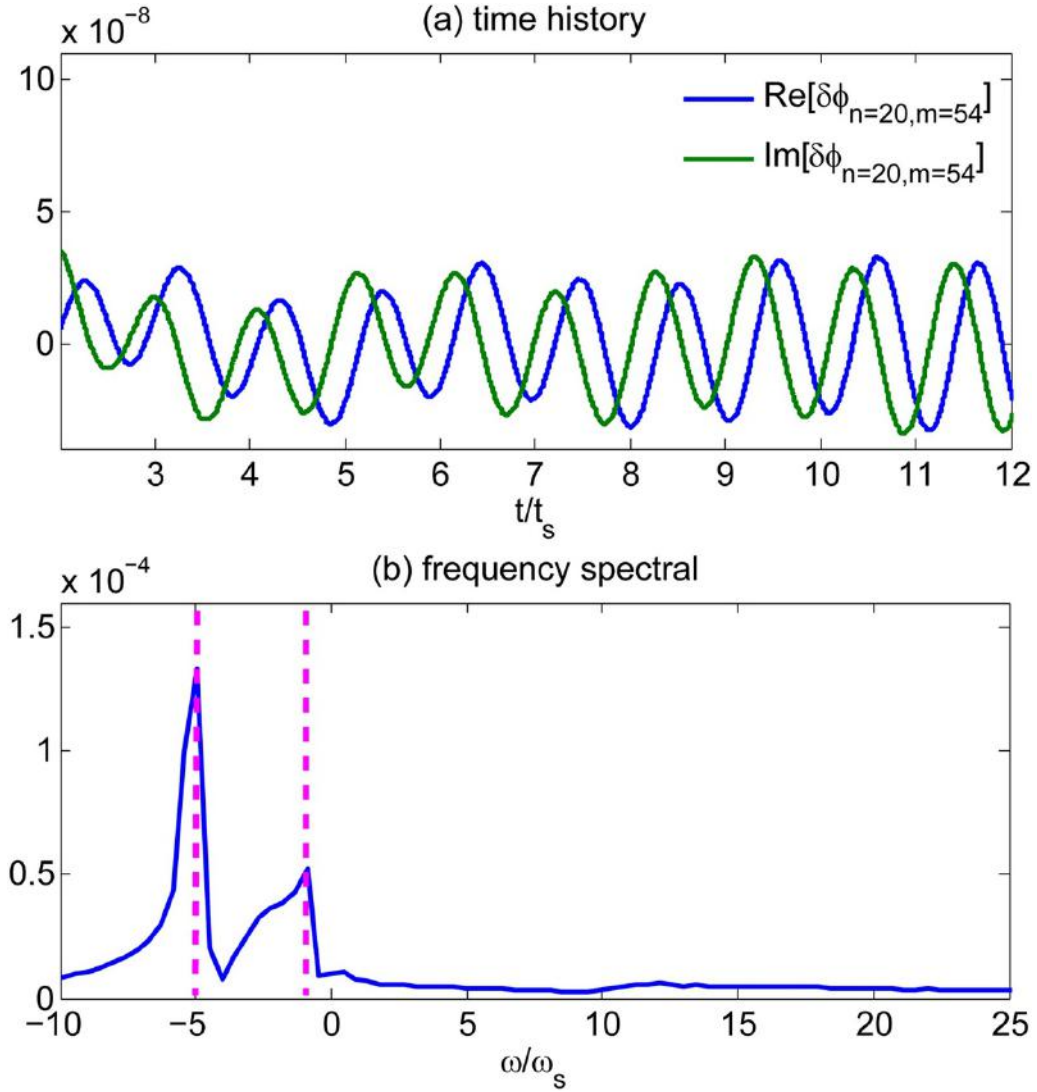 (a) time history
x 10⁻⁸
10
5
0
Re[δϕn=20,m=54]
Im[δϕn=20,m=54]
3 4 5 6 7 8 9 10 11 12
t/ts
(b) frequency spectral
x 10⁻⁴
1.5
1
0.5
0
−10 −5 0 5 10 15 20 25
ω/ωs